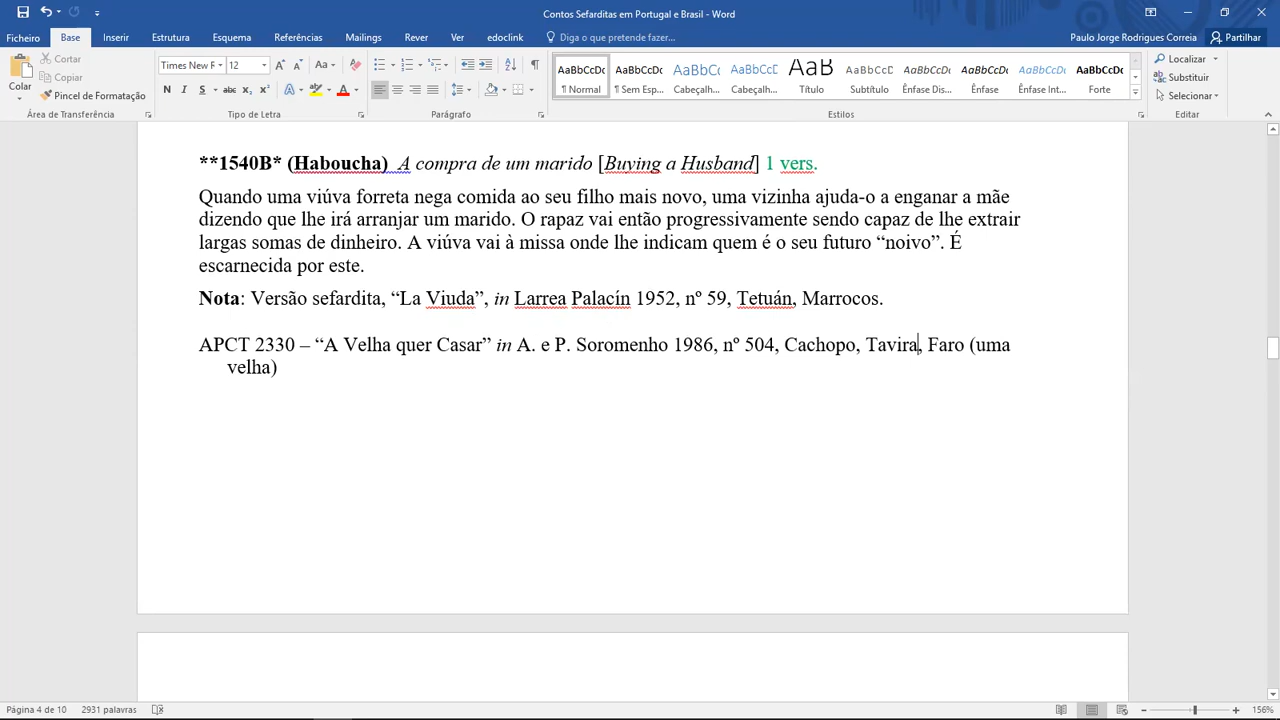 Contos Sefarditas em Portugal e Brasil - Word
Ficheiro Base Inserir Estrutura Esquema Referências Mailings Rever Ver edoclink Diga o que pretende fazer... Paulo Jorge Rodrigues Correia Partilhar
Colar Cortar Copiar Pincel de Formatação
Área de Transferência
Times New F 12 Aa
N I S abc x₂ x² A A
Tipo de Letra
Parágrafo
AaBbCcDc AaBbCcDc AaBbCc AaBbCcC AaB AaBbCcD AaBbCcDc AaBbCcDc AaBbCcDc AaBbCcDc
¶ Normal ¶ Sem Esp... Cabeçalh... Cabeçalh... Título Subtítulo Ênfase Dis... Ênfase Ênfase Int... Forte
Estilos
Localizar
Substituir
Selecionar
Editar
**1540B* (Haboucha) A compra de um marido [Buying a Husband] 1 vers.
Quando uma viúva forreta nega comida ao seu filho mais novo, uma vizinha ajuda-o a enganar a mãe
dizendo que lhe irá arranjar um marido. O rapaz vai então progressivamente sendo capaz de lhe extrair
largas somas de dinheiro. A viúva vai à missa onde lhe indicam quem é o seu futuro “noivo”. É
escarnecida por este.
Nota: Versão sefardita, “La Viuda”, in Larrea Palacín 1952, nº 59, Tetuán, Marrocos.
APCT 2330 – “A Velha quer Casar” in A. e P. Soromenho 1986, nº 504, Cachopo, Tavira, Faro (uma
velha)
Página 4 de 10 2931 palavras 156%